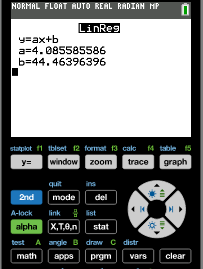 NORMAL FLOAT AUTO REAL RADIAN MP
LinReg
y=ax+b
a=4.085585586
b=44.46396396
statplot f1 tblset f2 format f3 calc f4 table f5
y= window zoom trace graph
quit ins
2nd mode del
A-lock link list
alpha X,T,θ,n stat
test A angle B draw C distr
math apps prgm vars clear